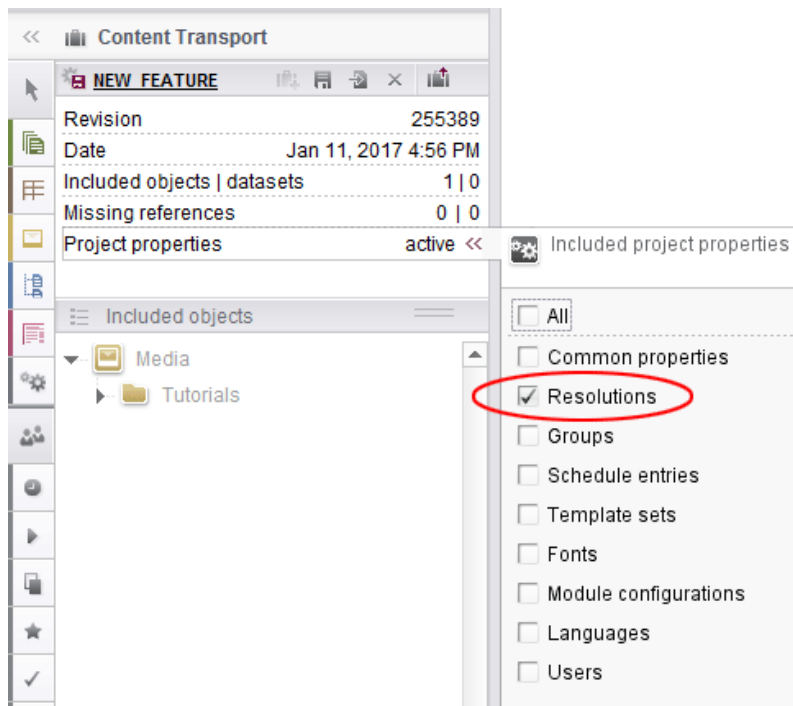 Content Transport
NEW_FEATURE
Revision 255389
Date Jan 11, 2017 4:56 PM
Included objects | datasets 1 | 0
Missing references 0 | 0
Project properties active
Included objects
Media
Tutorials
Included project properties
All
Common properties
Resolutions
Groups
Schedule entries
Template sets
Fonts
Module configurations
Languages
Users